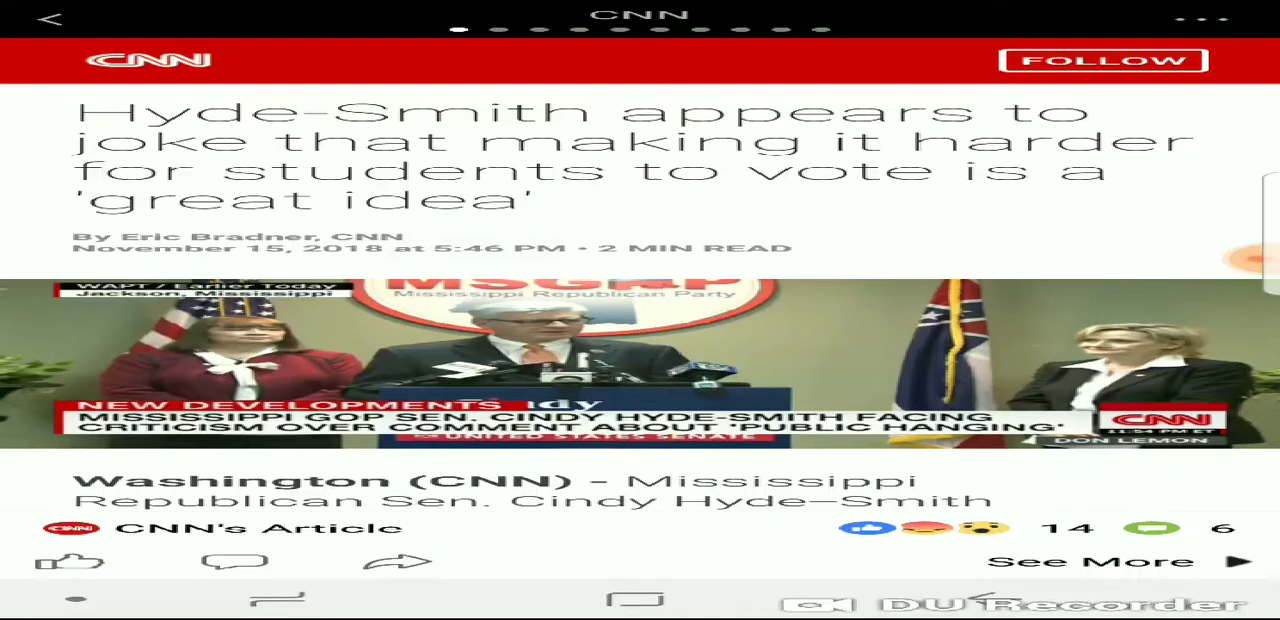 CNN
CNN
FOLLOW
Hyde-Smith appears to
joke that making it harder
for students to vote is a
'great idea'
By Eric Bradner, CNN
November 15, 2018 at 5:46 PM • 2 MIN READ
WAPT / Earlier Today
Jackson, Mississippi
Mississippi Republican Party
NEW DEVELOPMENTS
MISSISSIPPI GOP SEN. CINDY HYDE-SMITH FACING
CRITICISM OVER COMMENT ABOUT 'PUBLIC HANGING'
UNITED STATES SENATE
CNN
11:54 PM ET
DON LEMON
Washington (CNN) – Mississippi
Republican Sen. Cindy Hyde-Smith
CNN
CNN's Article
14
6
See More
DU Recorder